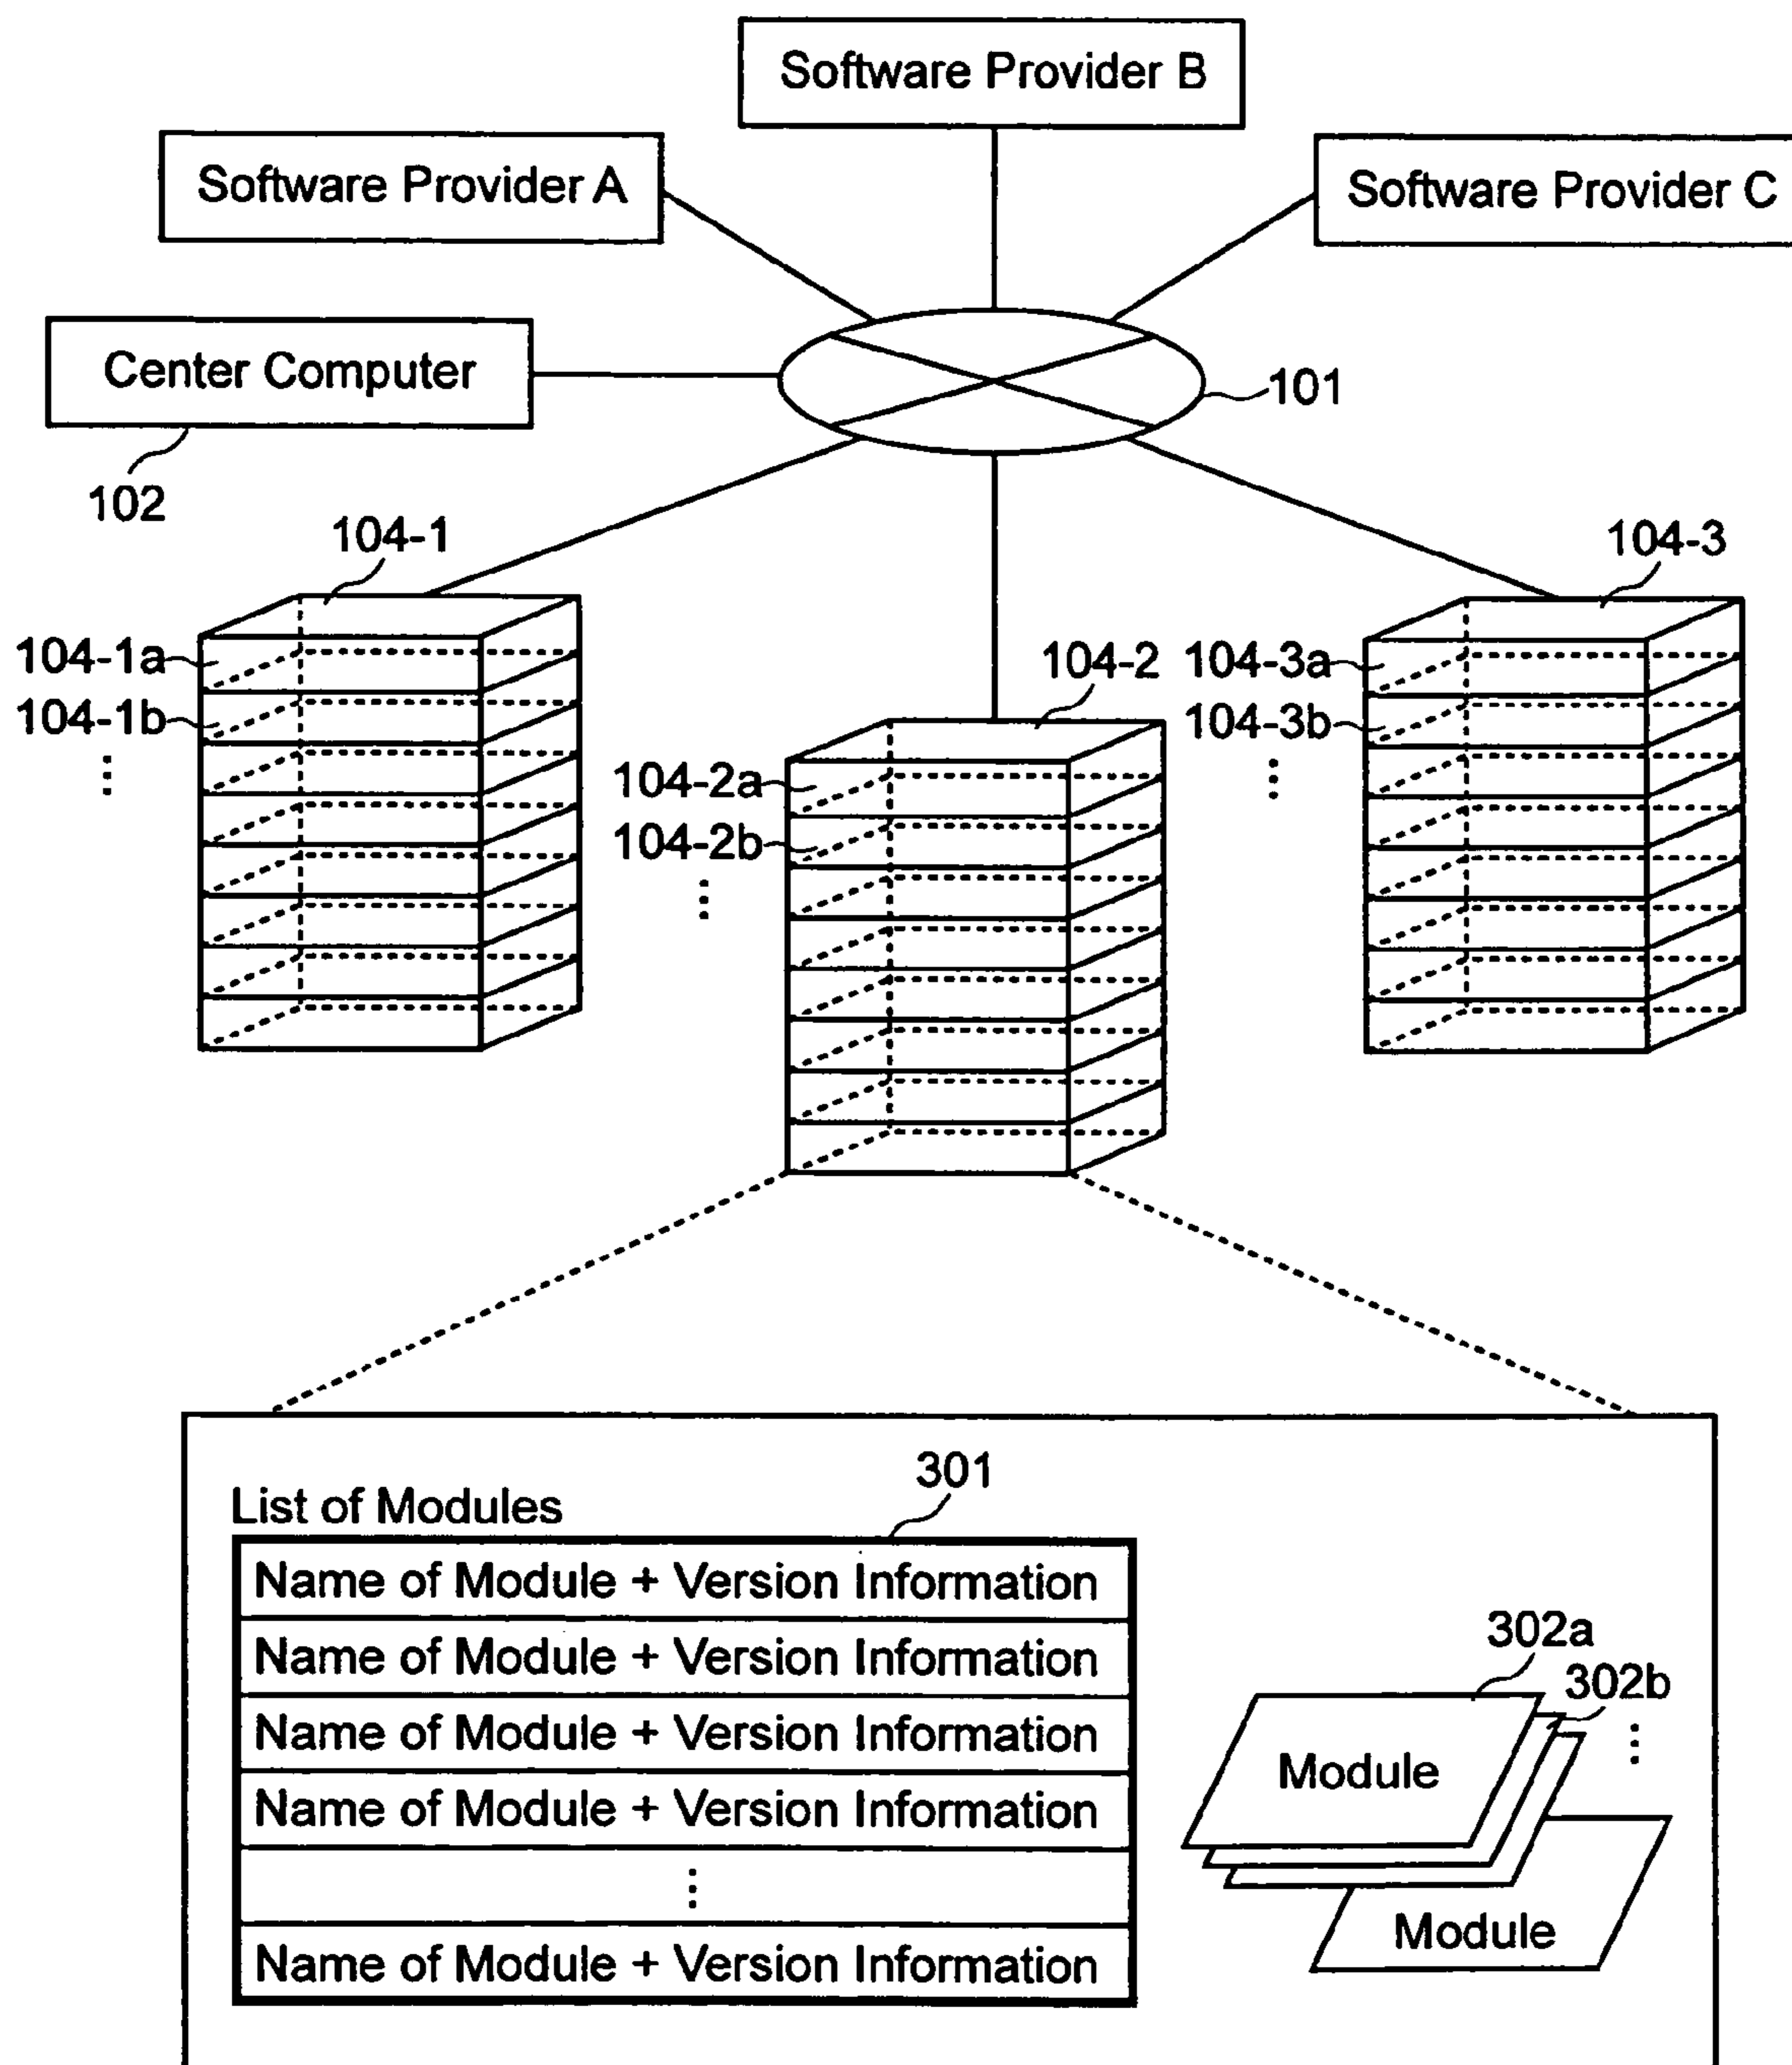 Software Provider B
Software Provider A
Software Provider C
Center Computer
101
102
104-1
104-3
104-1a
104-2
104-3a
104-1b
104-3b
⋮
104-2a
⋮
104-2b
⋮
301
List of Modules
Name of Module + Version Information
Name of Module + Version Information
302a
302b
Name of Module + Version Information
⋮
Module
Name of Module + Version Information
⋮
Module
Name of Module + Version Information